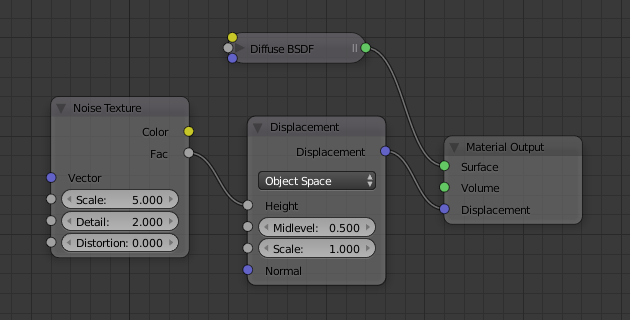 Diffuse BSDF
Noise Texture
Color
Fac
Vector
Scale: 5.000
Detail: 2.000
Distortion: 0.000
Displacement
Displacement
Object Space
Height
Midlevel: 0.500
Scale: 1.000
Normal
Material Output
Surface
Volume
Displacement